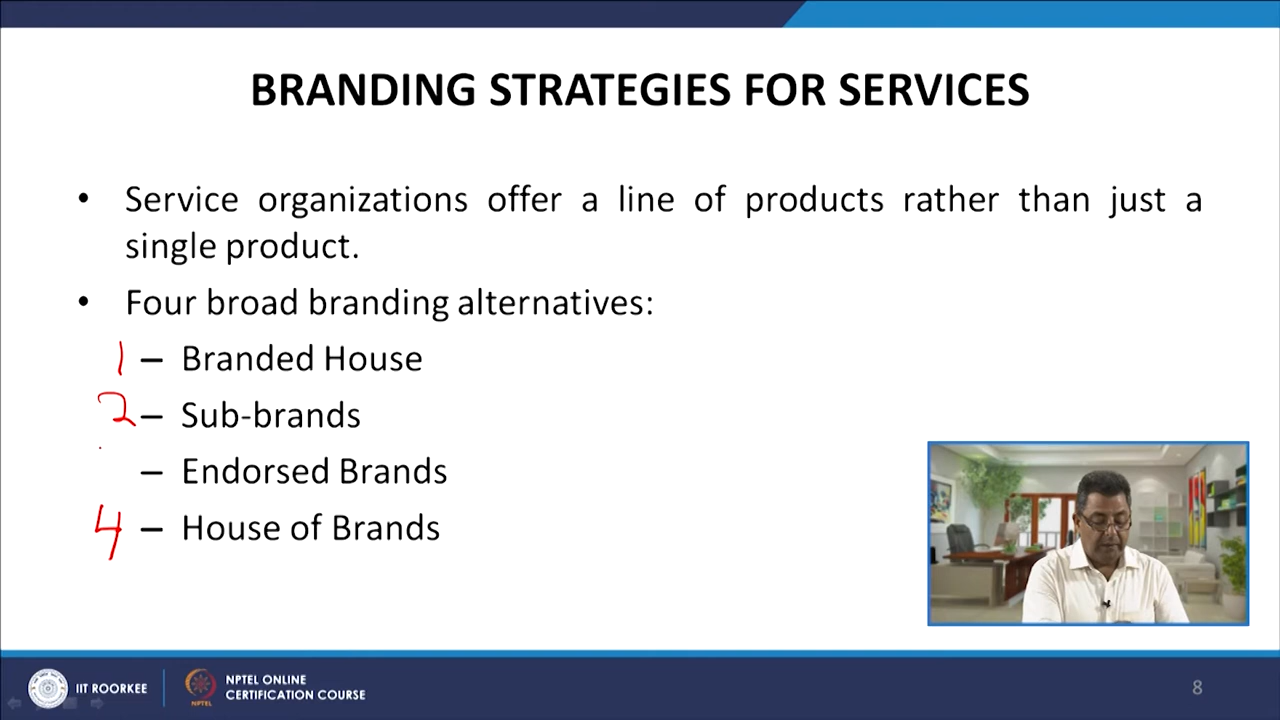 BRANDING STRATEGIES FOR SERVICES
• Service organizations offer a line of products rather than just a
single product.
• Four broad branding alternatives:
1 – Branded House
2 – Sub-brands
– Endorsed Brands
4 – House of Brands
IIT ROORKEE
NPTEL
NPTEL ONLINE
CERTIFICATION COURSE
8